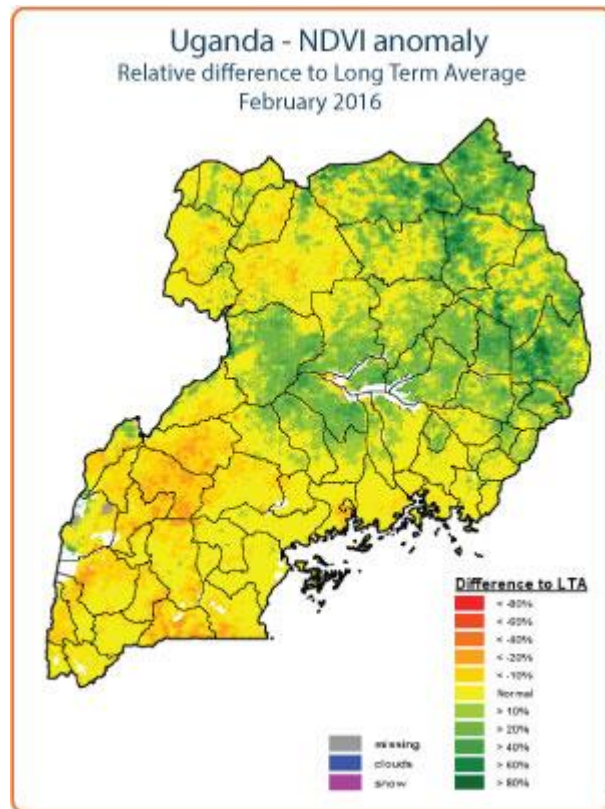 Uganda - NDVI anomaly
Relative difference to Long Term Average
February 2016
Difference to LTA
< -80%
< -60%
< -40%
< -20%
< -10%
Normal
> 10%
> 20%
> 40%
> 60%
> 80%
missing
clouds
snow